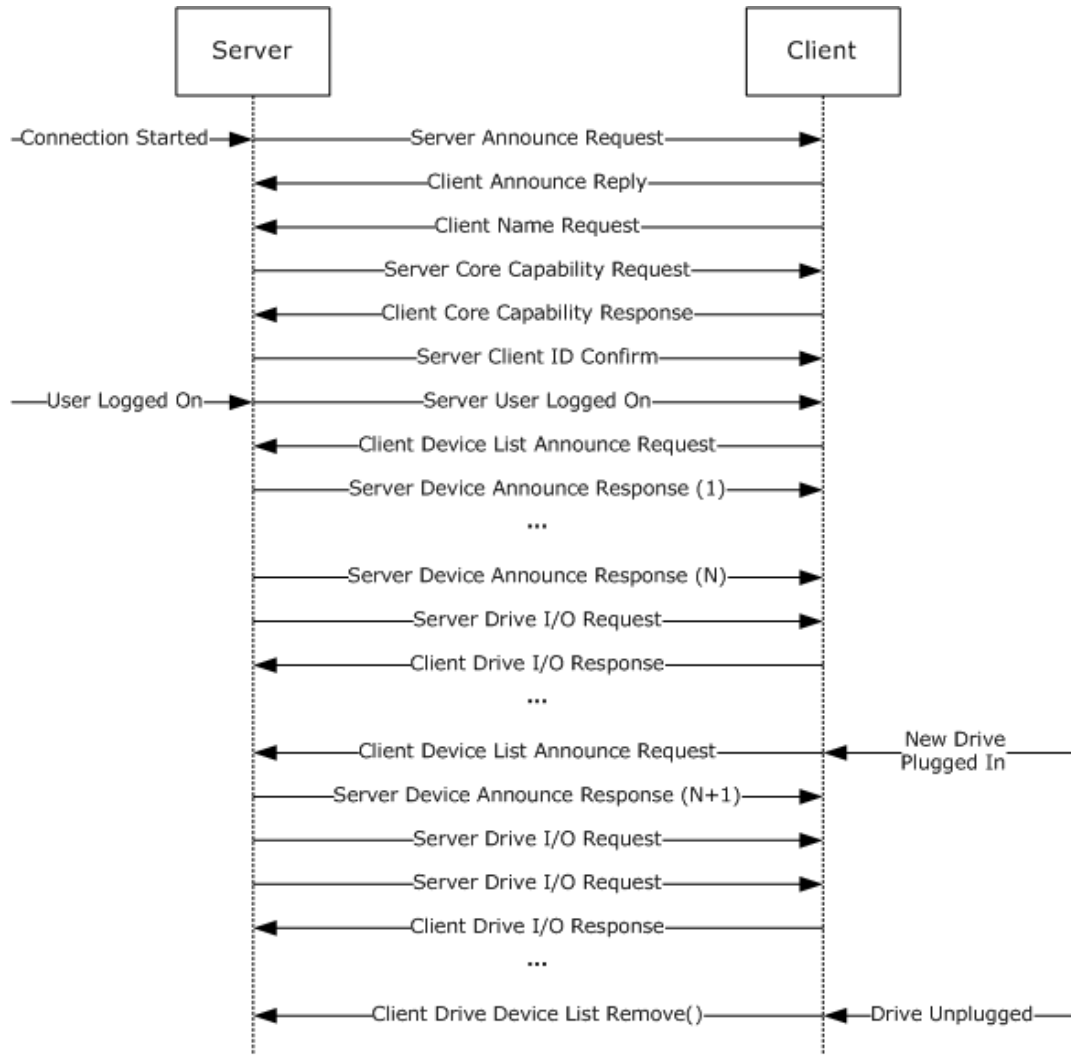 Server
Client
Connection Started
Server Announce Request
Client Announce Reply
Client Name Request
Server Core Capability Request
Client Core Capability Response
Server Client ID Confirm
User Logged On
Server User Logged On
Client Device List Announce Request
Server Device Announce Response (1)
...
Server Device Announce Response (N)
Server Drive I/O Request
Client Drive I/O Response
...
Client Device List Announce Request
New Drive
Plugged In
Server Device Announce Response (N+1)
Server Drive I/O Request
Server Drive I/O Request
Client Drive I/O Response
...
Client Drive Device List Remove()
Drive Unplugged